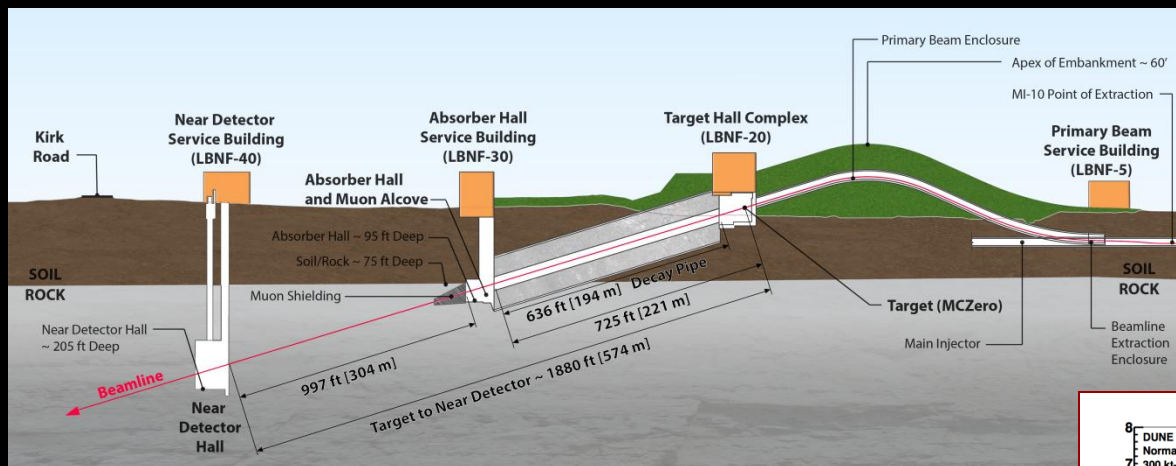 Primary Beam Enclosure
Apex of Embankment ~ 60'
MI-10 Point of Extraction
Kirk
Road
Near Detector
Service Building
(LBNF-40)
Absorber Hall
Service Building
(LBNF-30)
Target Hall Complex
(LBNF-20)
Primary Beam
Service Building
(LBNF-5)
Absorber Hall
and Muon Alcove
Absorber Hall ~ 95 ft Deep
Soil/Rock ~ 75 ft Deep
Muon Shielding
SOIL
ROCK
SOIL
ROCK
636 ft [194 m] Decay Pipe
725 ft [221 m]
Target (MCZero)
Main Injector
Beamline
Extraction
Enclosure
Near Detector Hall
~ 205 ft Deep
997 ft [304 m]
Target to Near Detector ~ 1880 ft [574 m]
Beamline
Near
Detector
Hall
8
DUNE
7